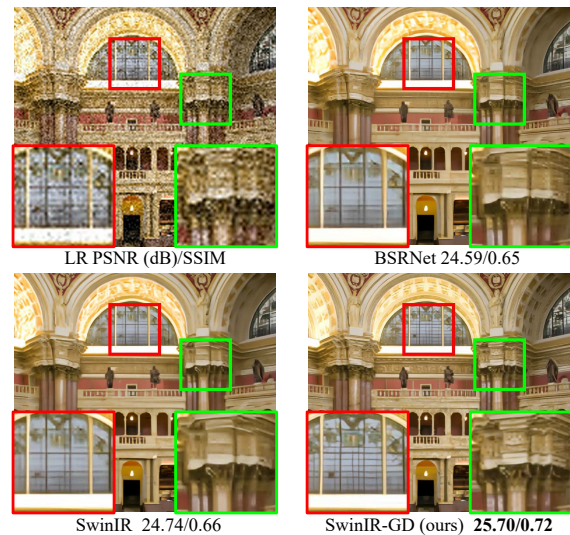 LR PSNR (dB)/SSIM
BSRNet 24.59/0.65
SwinIR 24.74/0.66
SwinIR-GD (ours) 25.70/0.72